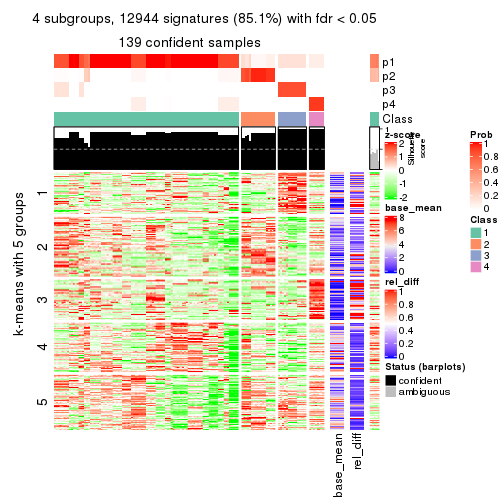 4 subgroups, 12944 signatures (85.1%) with fdr < 0.05
139 confident samples
p1
p2
p3
p4
Class
1
Silhouette
score
z-score
2
1
0
-1
-2
base_mean
8
6
4
2
0
rel_diff
1
0.8
0.6
0.4
0.2
0
Status (barplots)
confident
ambiguous
Prob
1
0.8
0.6
0.4
0.2
0
Class
1
2
3
4
k-means with 5 groups
1
2
3
4
5
base_mean
rel_diff